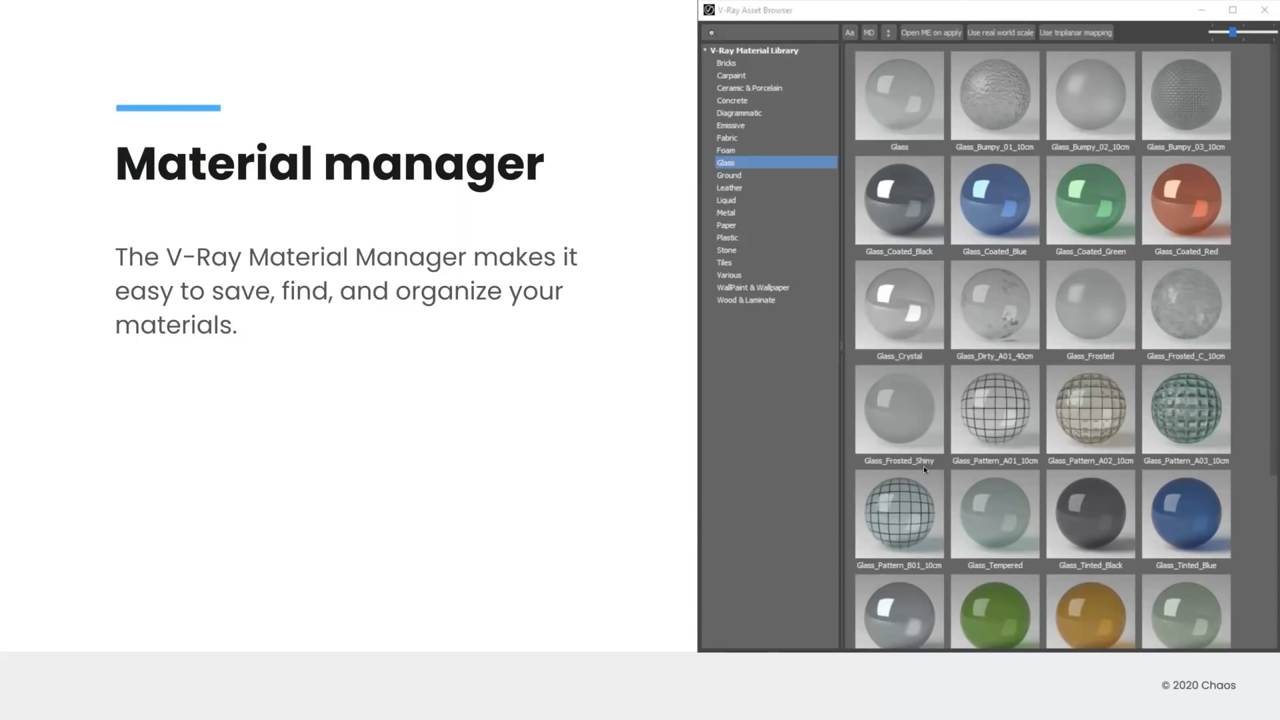 Material manager
The V-Ray Material Manager makes it
easy to save, find, and organize your
materials.
V-Ray Asset Browser
Aa MD Open ME on apply Use real world scale Use triplanar mapping
V-Ray Material Library
Bricks
Carpaint
Ceramic & Porcelain
Concrete
Diagrammatic
Emissive
Fabric
Foam
Glass
Ground
Leather
Liquid
Metal
Paper
Plastic
Stone
Tiles
Various
WallPaint & Wallpaper
Wood & Laminate
Glass Glass_Bumpy_01_10cm Glass_Bumpy_02_10cm Glass_Bumpy_03_10cm
Glass_Coated_Black Glass_Coated_Blue Glass_Coated_Green Glass_Coated_Red
Glass_Crystal Glass_Dirty_A01_40cm Glass_Frosted Glass_Frosted_C_10cm
Glass_Frosted_Shiny Glass_Pattern_A01_10cm Glass_Pattern_A02_10cm Glass_Pattern_A03_10cm
Glass_Pattern_B01_10cm Glass_Tempered Glass_Tinted_Black Glass_Tinted_Blue
© 2020 Chaos